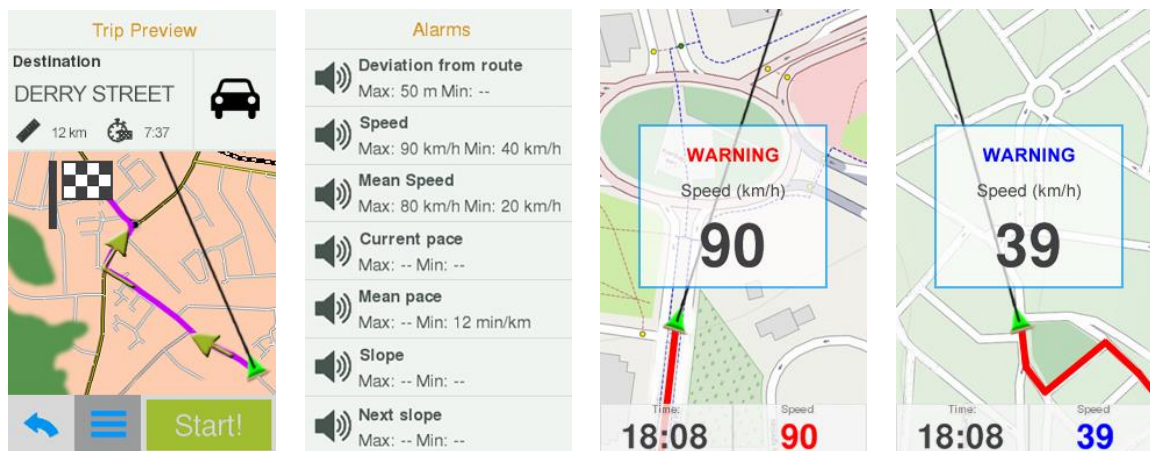 Trip Preview
Destination
DERRY STREET
12 km 7:37
Start!
Alarms
Deviation from route
Max: 50 m Min: --
Speed
Max: 90 km/h Min: 40 km/h
Mean Speed
Max: 80 km/h Min: 20 km/h
Current pace
Max: -- Min: --
Mean pace
Max: -- Min: 12 min/km
Slope
Max: -- Min: --
Next slope
Max: -- Min: --
WARNING
Speed (km/h)
90
Time: Speed
18:08 90
WARNING
Speed (km/h)
39
Time: Speed
18:08 39